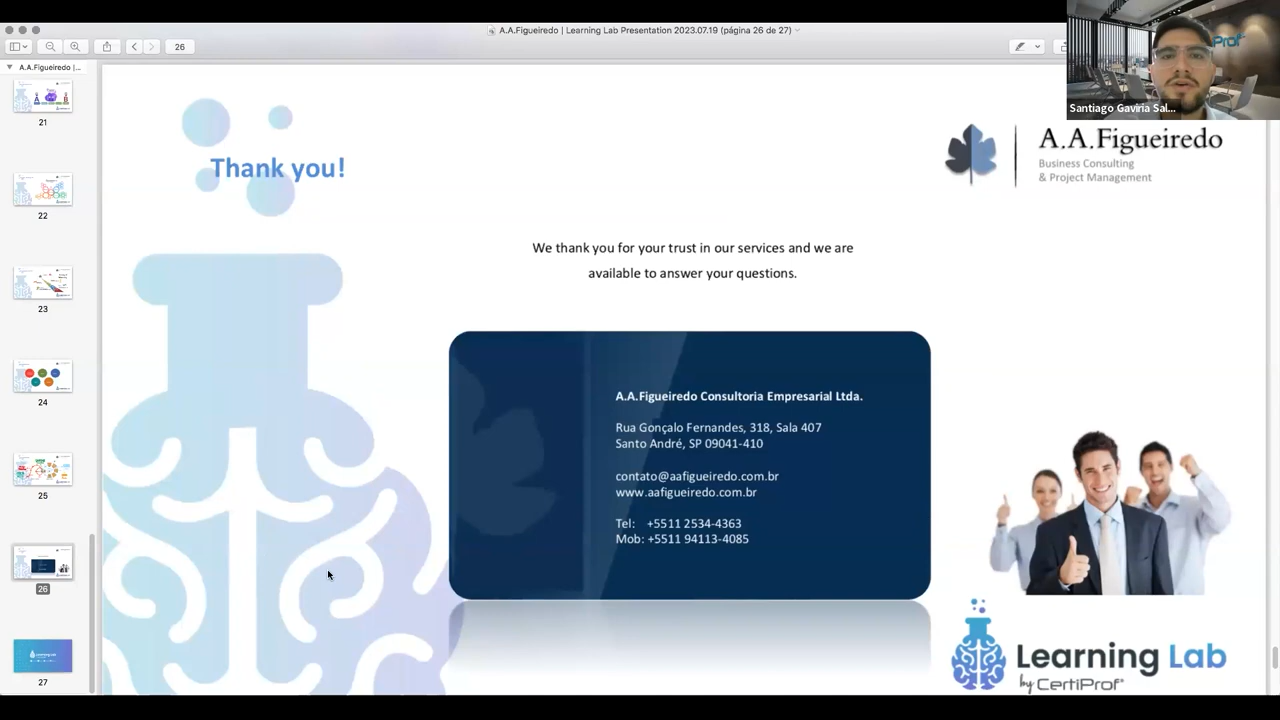 A.A.Figueiredo | Learning Lab Presentation 2023.07.19 (página 26 de 27)
26
A.A.Figueiredo |...
21
22
23
24
25
26
27
Santiago Gaviria Sal...
Prof
Thank you!
A.A.Figueiredo
Business Consulting
& Project Management
We thank you for your trust in our services and we are
available to answer your questions.
A.A.Figueiredo Consultoria Empresarial Ltda.
Rua Gonçalo Fernandes, 318, Sala 407
Santo André, SP 09041-410
contato@aafigueiredo.com.br
www.aafigueiredo.com.br
Tel: +5511 2534-4363
Mob: +5511 94113-4085
Learning Lab
by CertiProf®